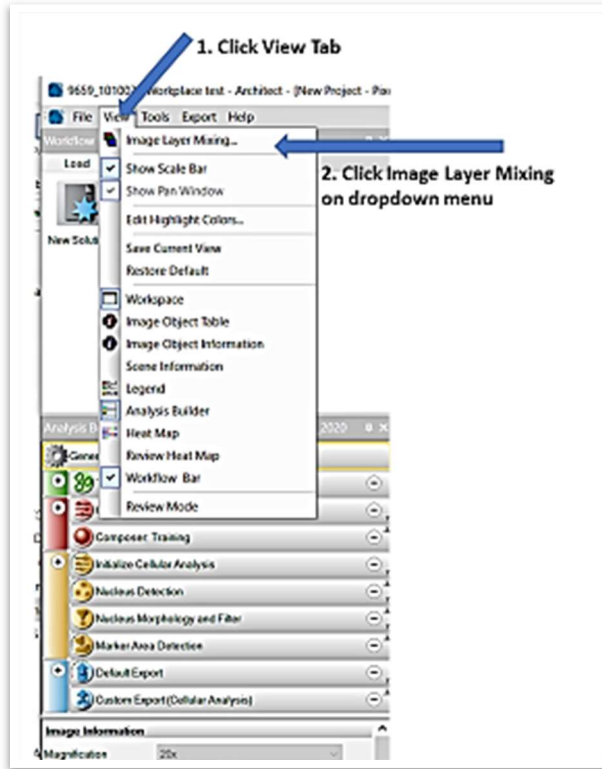 1. Click View Tab
Workplace test - Architect - [New Project - Pix
File View Tools Export Help
Workflow
Image Layer Mixing...
Load
Show Scale Bar
2. Click Image Layer Mixing
on dropdown menu
Show Pan Window
Edit Highlight Colors...
New Solut
Save Current View
Restore Default
Workspace
Image Object Table
Image Object Information
Scene Information
Legend
Analysis Builder
Analysis B
2020
Heat Map
Gener
Review Heat Map
Workflow Bar
Review Mode
Composer: Training
Initialize Cellular Analysis
Nucleus Detection
Nucleus Morphology and Filter
Marker Area Detection
Default Export
Custom Export (Cellular Analysis)
Image Information
Magnification 20x